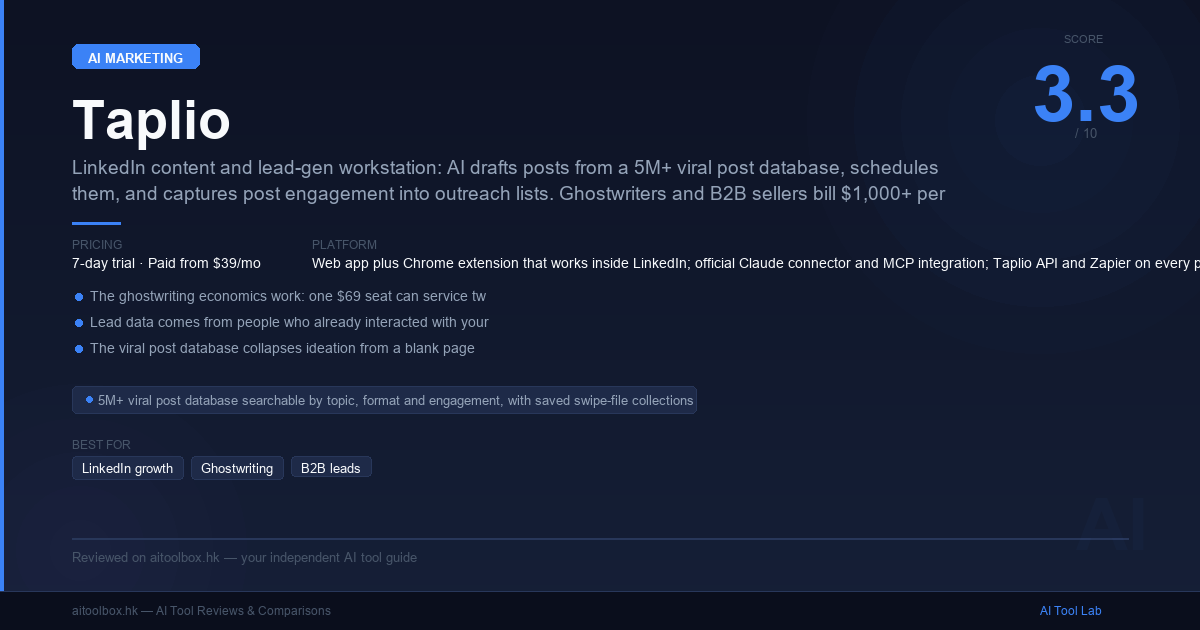 AI MARKETING
SCORE
3.3
/ 10
Taplio
LinkedIn content and lead-gen workstation: AI drafts posts from a 5M+ viral post database, schedules
them, and captures post engagement into outreach lists. Ghostwriters and B2B sellers bill $1,000+ per
PRICING
PLATFORM
7-day trial · Paid from $39/mo
Web app plus Chrome extension that works inside LinkedIn; official Claude connector and MCP integration; Taplio API and Zapier on every p
The ghostwriting economics work: one $69 seat can service tw
Lead data comes from people who already interacted with your
The viral post database collapses ideation from a blank page
5M+ viral post database searchable by topic, format and engagement, with saved swipe-file collections
BEST FOR
LinkedIn growth
Ghostwriting
B2B leads
AI
Reviewed on aitoolbox.hk — your independent AI tool guide
aitoolbox.hk — AI Tool Reviews & Comparisons
AI Tool Lab